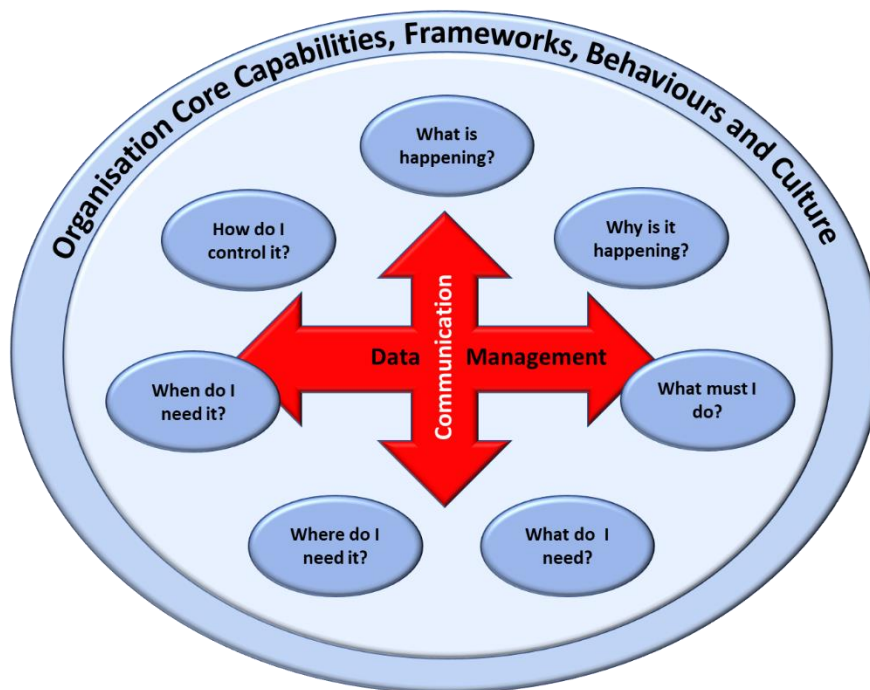 Organisation Core Capabilities, Frameworks, Behaviours and Culture
What is
happening?
Why is it
happening?
What must I
do?
What do I
need?
Where do I
need it?
When do I
need it?
How do I
control it?
Communication
Data Management